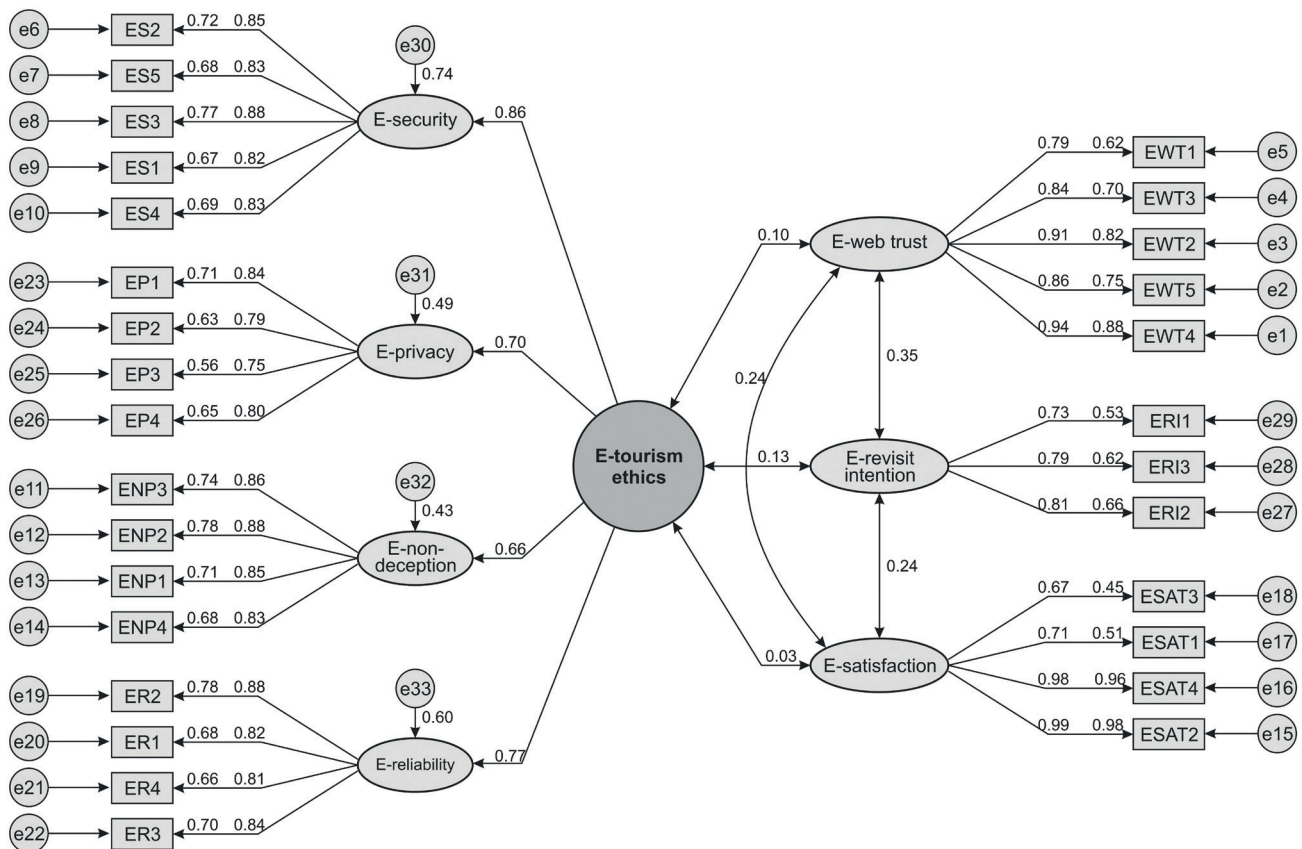 e6 ES2 0.72 0.85
e7 ES5 0.68 0.83
e8 ES3 0.77 0.88
e9 ES1 0.67 0.82
e10 ES4 0.69 0.83
e30
0.74
E-security
0.86
e23 EP1 0.71 0.84
e24 EP2 0.63 0.79
e25 EP3 0.56 0.75
e26 EP4 0.65 0.80
e31
0.49
E-privacy
0.70
e11 ENP3 0.74 0.86
e12 ENP2 0.78 0.88
e13 ENP1 0.71 0.85
e14 ENP4 0.68 0.83
e32
0.43
E-non-
deception
0.66
e19 ER2 0.78 0.88
e20 ER1 0.68 0.82
e21 ER4 0.66 0.81
e22 ER3 0.70 0.84
e33
0.60
E-reliability
0.77
E-tourism
ethics
0.10
0.13
0.03
0.24
0.35
0.24
E-web trust
0.79 0.62 EWT1 e5
0.84 0.70 EWT3 e4
0.91 0.82 EWT2 e3
0.86 0.75 EWT5 e2
0.94 0.88 EWT4 e1
E-revisit
intention
0.73 0.53 ERI1 e29
0.79 0.62 ERI3 e28
0.81 0.66 ERI2 e27
E-satisfaction
0.67 0.45 ESAT3 e18
0.71 0.51 ESAT1 e17
0.98 0.96 ESAT4 e16
0.99 0.98 ESAT2 e15